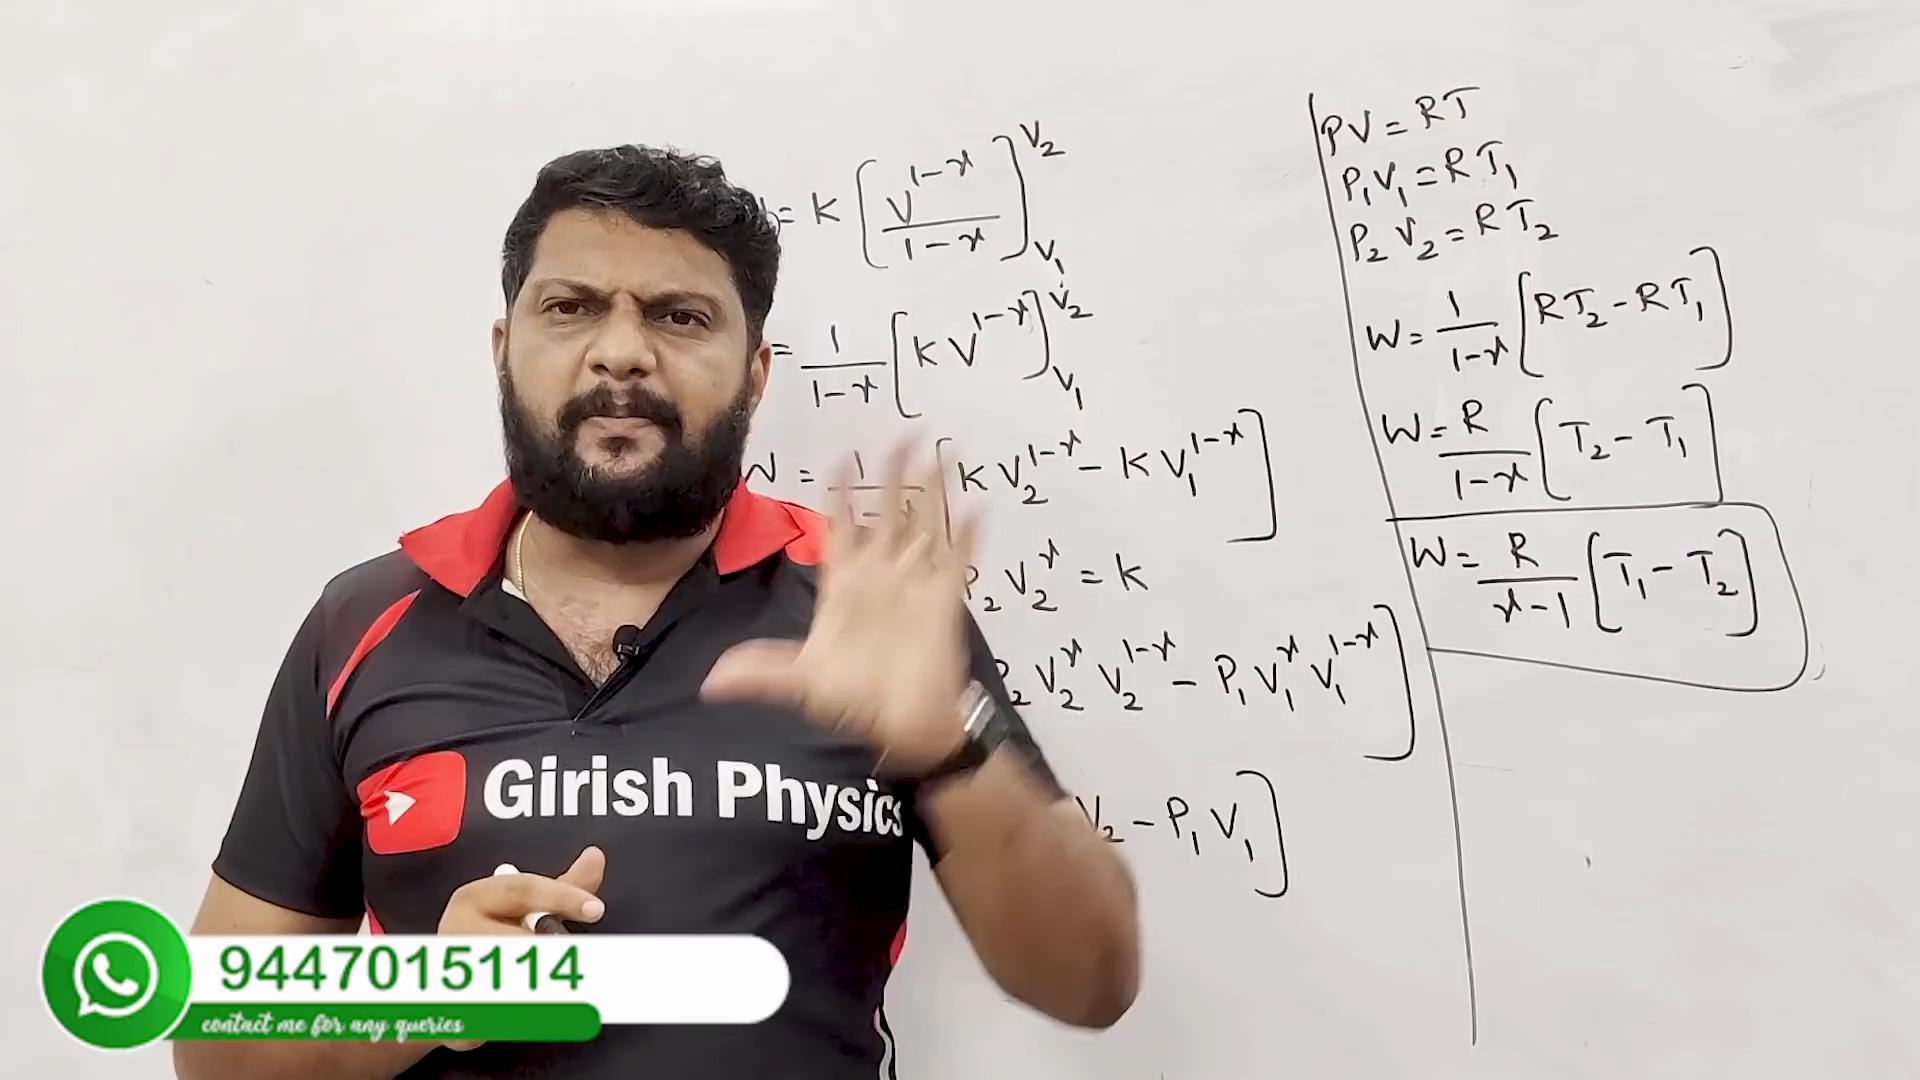 = K [V^{1-γ} / 1-γ]_{V₁}^{V₂}
= 1/1-γ [K V^{1-γ}]_{V₁}^{V₂}
W = 1/1-γ [K V₂^{1-γ} - K V₁^{1-γ}]
P₂ V₂^γ = K
P₂ V₂^γ V₂^{1-γ} - P₁ V₁^γ V₁^{1-γ}]
V₂ - P₁ V₁]
PV = RT
P₁V₁ = RT₁
P₂ V₂ = RT₂
W = 1/1-γ [RT₂ - RT₁]
W = R/1-γ [T₂ - T₁]
W = R/γ-1 [T₁ - T₂]
Girish Physics
9447015114
contact me for any queries